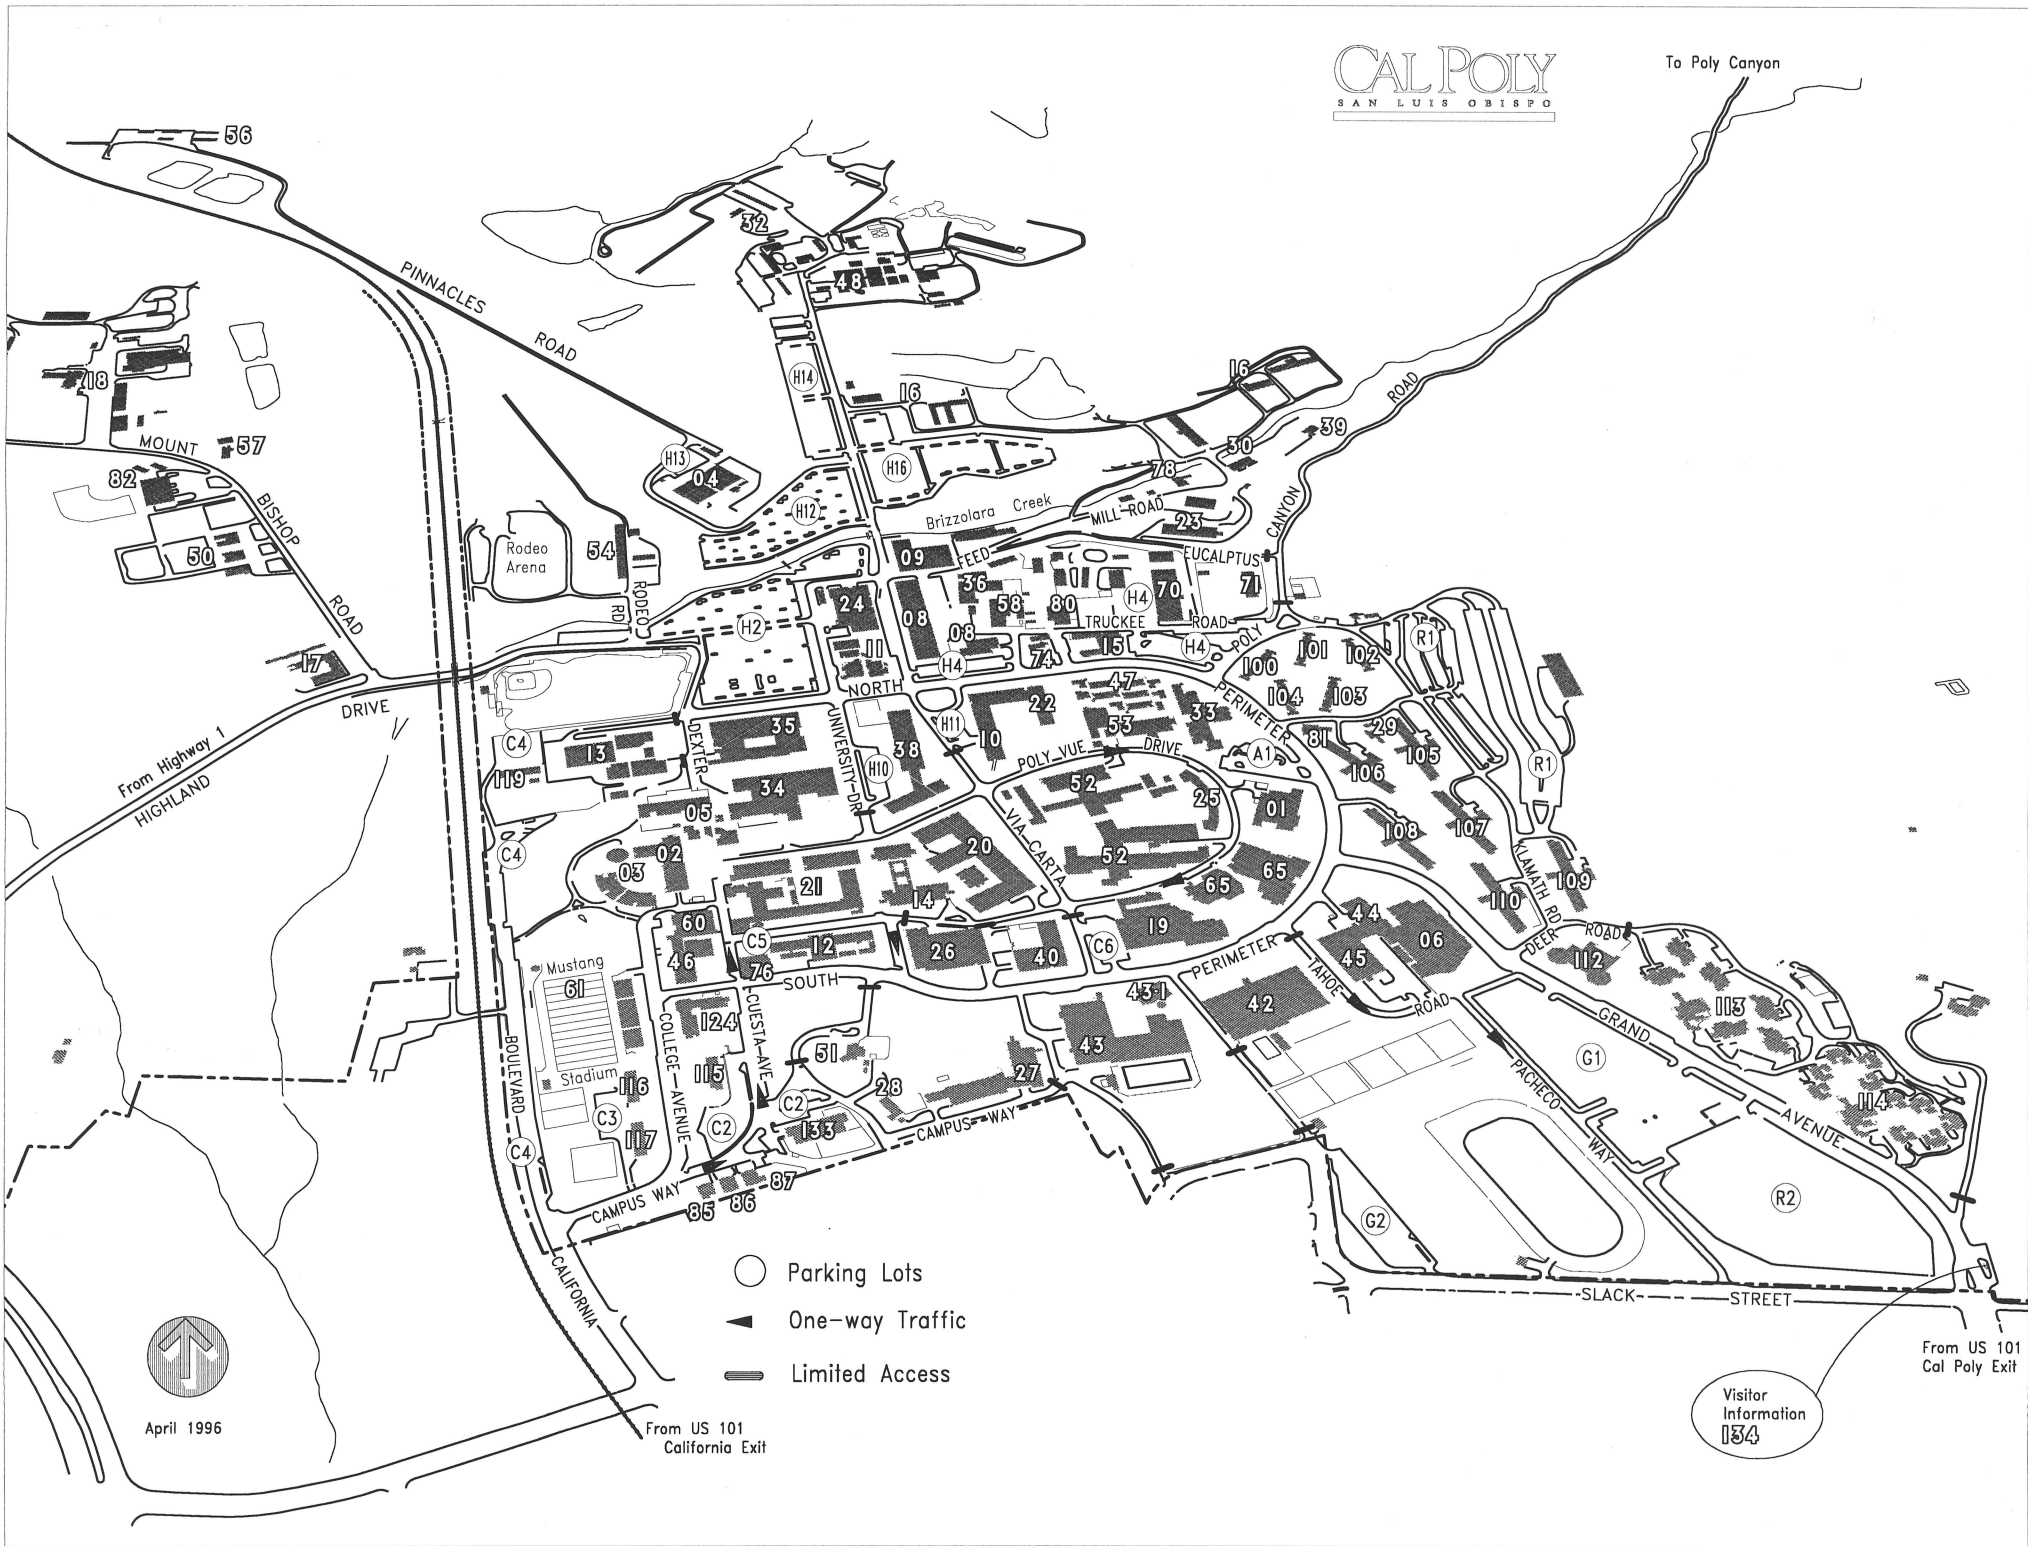 CAL POLY
SAN LUIS OBISPO
To Poly Canyon
56
PINNACLES
ROAD
32
48
18
H14
16
16
ROAD
MOUNT
57
82
BISHOP
ROAD
50
H13
04
H16
H12
39
30
78
Brizzolara Creek
MILL ROAD
23
CANYON
Rodeo
Arena
54
RODEO
RD
09
FEED
EUCALPTUS
36
58
80
H4
70
71
24
08
08
TRUCKEE
ROAD
H2
11
H4
74
15
H4
POLY
17
100
101
102
R1
104
103
NORTH
47
PERIMETER
DRIVE
From Highway 1
HIGHLAND
C4
13
119
DEXTER
35
UNIVERSITY DR
38
H11
10
22
53
33
81
29
105
H10
POLY VUE
DRIVE
A1
106
R1
34
05
52
25
01
VIA CARTA
108
107
C4
02
03
20
52
21
14
65
65
KLAMATH RD
109
110
60
C5
12
26
40
C6
19
44
45
06
DEER
ROAD
112
46
76
SOUTH
PERIMETER
TAHOE
ROAD
Mustang
61
Stadium
124
CUESTA AVE
COLLEGE AVENUE
43.1
42
43
GRAND
113
51
BOULEVARD
116
115
28
27
G1
PACHECO
WAY
114
AVENUE
C3
C2
C2
133
CAMPUS WAY
117
C4
CAMPUS WAY
85
86
87
G2
R2
CALIFORNIA
Parking Lots
One-way Traffic
Limited Access
SLACK
STREET
From US 101
Cal Poly Exit
Visitor
Information
134
April 1996
From US 101
California Exit